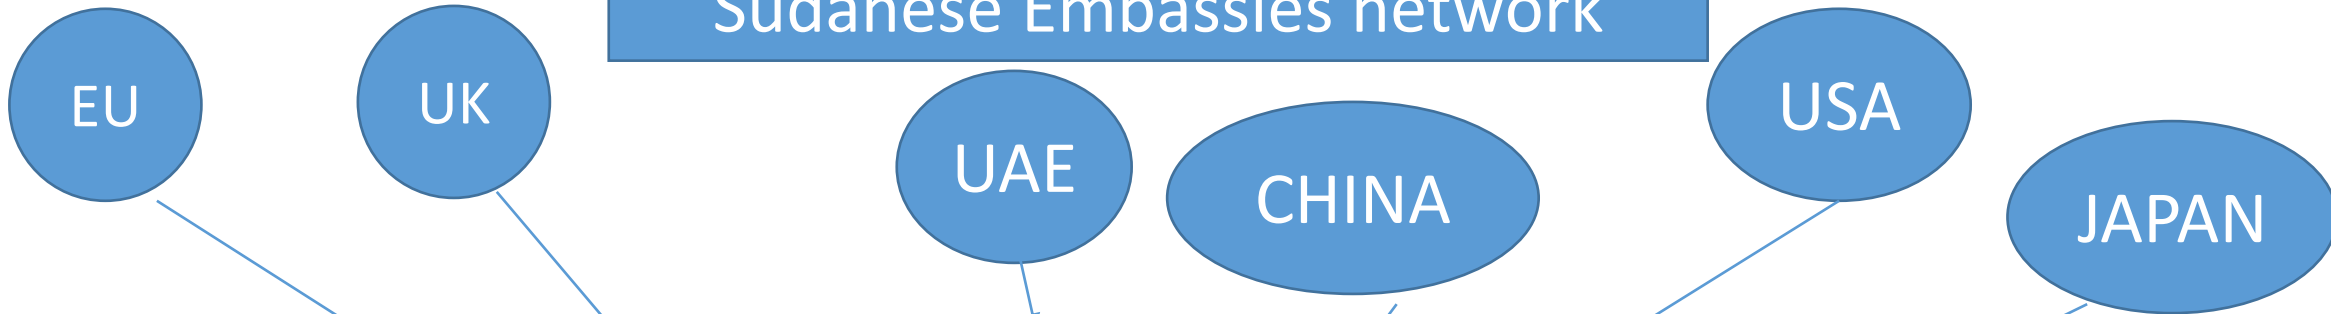 Sudanese Embassies network
EU
UK
UAE
CHINA
USA
JAPAN